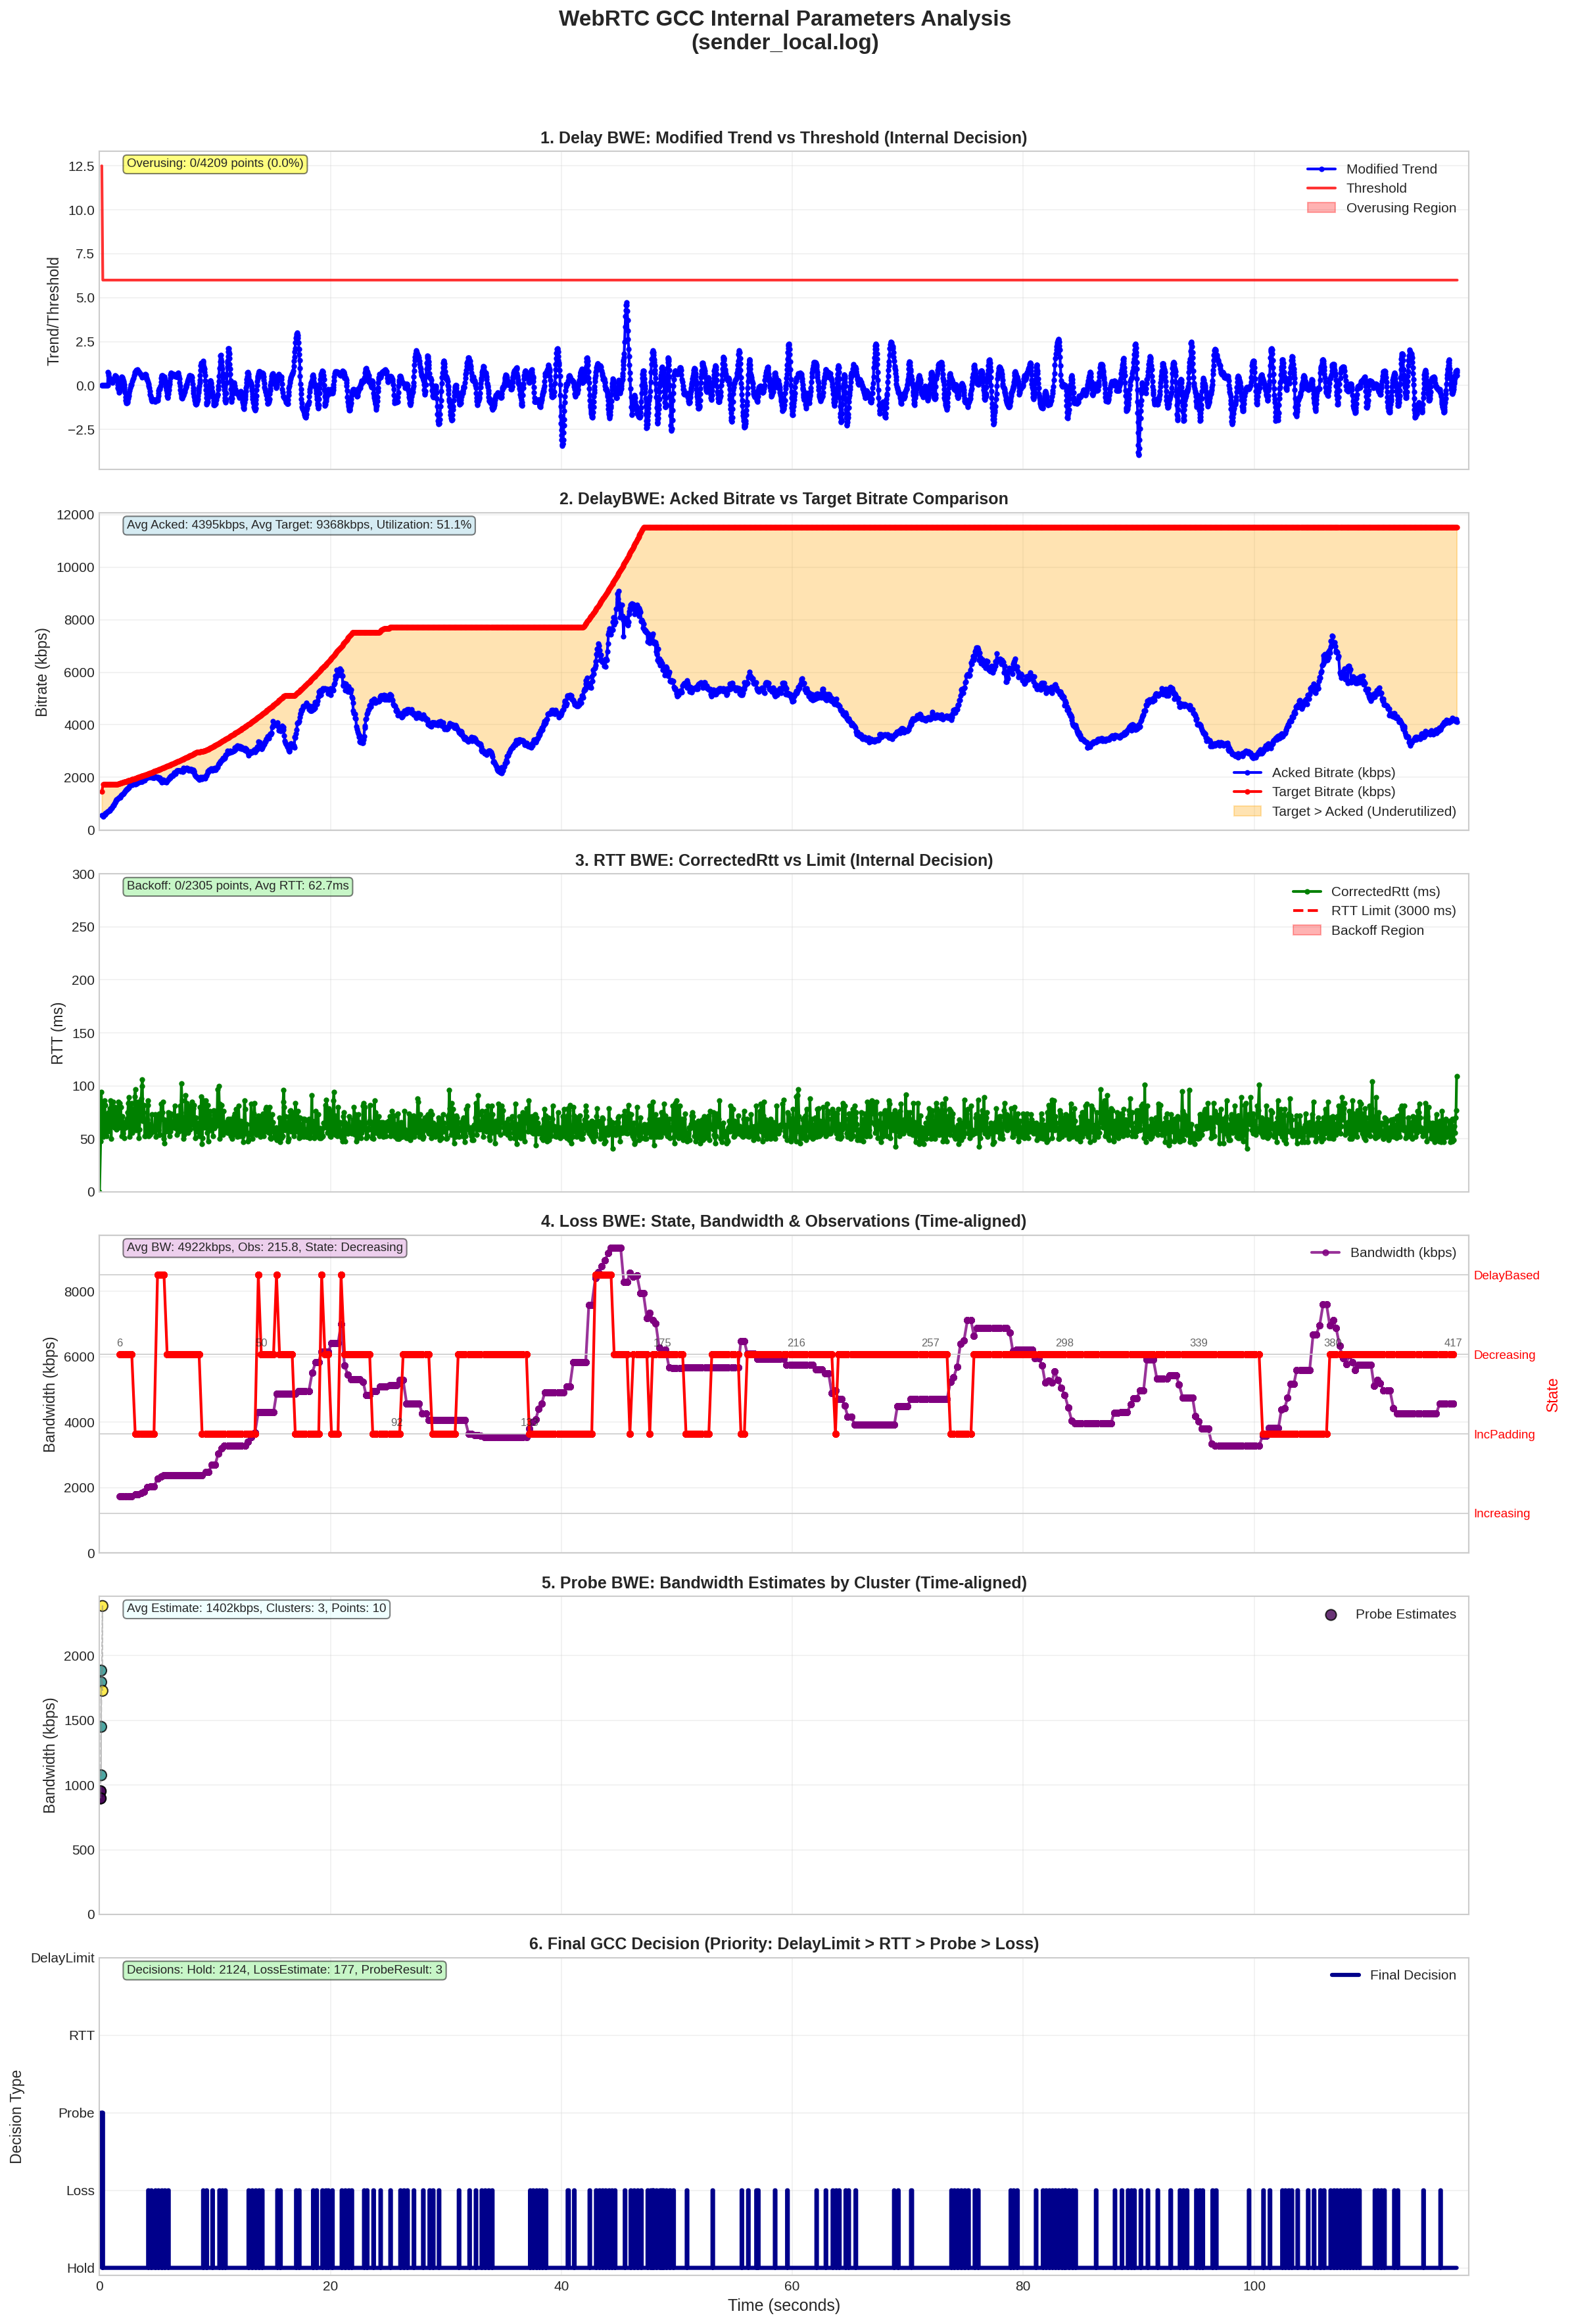 WebRTC GCC Internal Parameters Analysis
(sender_local.log)
1. Delay BWE: Modified Trend vs Threshold (Internal Decision)
Overusing: 0/4209 points (0.0%)
Modified Trend
Threshold
Overusing Region
12.5
10.0
7.5
5.0
2.5
0.0
−2.5
Trend/Threshold
2. DelayBWE: Acked Bitrate vs Target Bitrate Comparison
Avg Acked: 4395kbps, Avg Target: 9368kbps, Utilization: 51.1%
12000
10000
8000
6000
4000
2000
0
Bitrate (kbps)
Acked Bitrate (kbps)
Target Bitrate (kbps)
Target > Acked (Underutilized)
3. RTT BWE: CorrectedRtt vs Limit (Internal Decision)
Backoff: 0/2305 points, Avg RTT: 62.7ms
CorrectedRtt (ms)
RTT Limit (3000 ms)
Backoff Region
300
250
200
150
100
50
0
RTT (ms)
4. Loss BWE: State, Bandwidth & Observations (Time-aligned)
Avg BW: 4922kbps, Obs: 215.8, State: Decreasing
Bandwidth (kbps)
8000
6000
4000
2000
0
Bandwidth (kbps)
6
92
216
257
298
339
417
DelayBased
Decreasing
IncPadding
Increasing
State
5. Probe BWE: Bandwidth Estimates by Cluster (Time-aligned)
Avg Estimate: 1402kbps, Clusters: 3, Points: 10
Probe Estimates
2000
1500
1000
500
0
Bandwidth (kbps)
6. Final GCC Decision (Priority: DelayLimit > RTT > Probe > Loss)
Decisions: Hold: 2124, LossEstimate: 177, ProbeResult: 3
Final Decision
DelayLimit
RTT
Probe
Loss
Hold
Decision Type
0
20
40
60
80
100
Time (seconds)